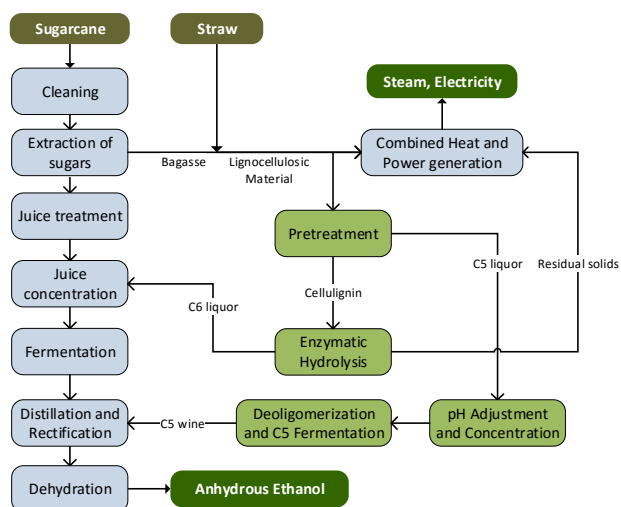 Sugarcane
Straw
Cleaning
Steam, Electricity
Extraction of
sugars
Bagasse
Lignocellulosic
Material
Combined Heat and
Power generation
Juice treatment
Pretreatment
C5 liquor
Residual solids
Juice
concentration
C6 liquor
Cellulignin
Fermentation
Enzymatic
Hydrolysis
Distillation and
Rectification
C5 wine
Deoligomerization
and C5 Fermentation
pH Adjustment
and Concentration
Dehydration
Anhydrous Ethanol